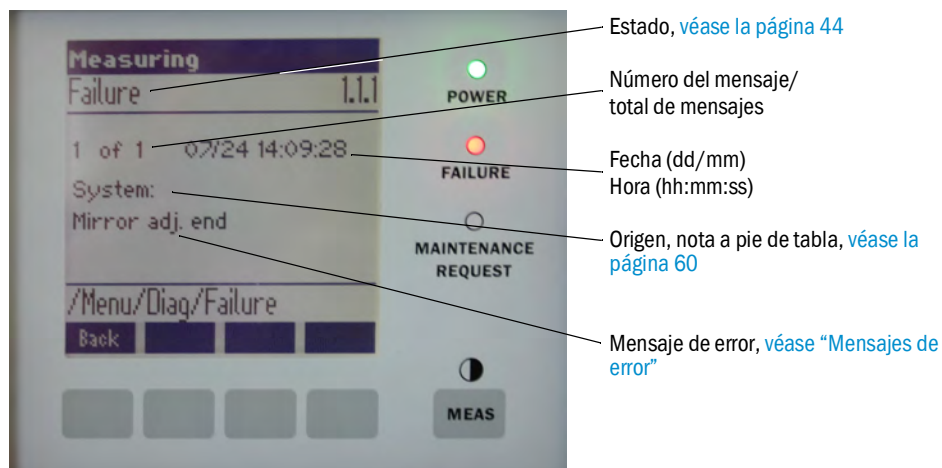 Measuring
Failure 1.1.1
1 of 1 07/24 14:09:28
System:
Mirror adj. end
/Menu/Diag/Failure
Back
POWER
FAILURE
MAINTENANCE
REQUEST
MEAS
Estado, véase la página 44
Número del mensaje/
total de mensajes
Fecha (dd/mm)
Hora (hh:mm:ss)
Origen, nota a pie de tabla, véase la
página 60
Mensaje de error, véase “Mensajes de
error”